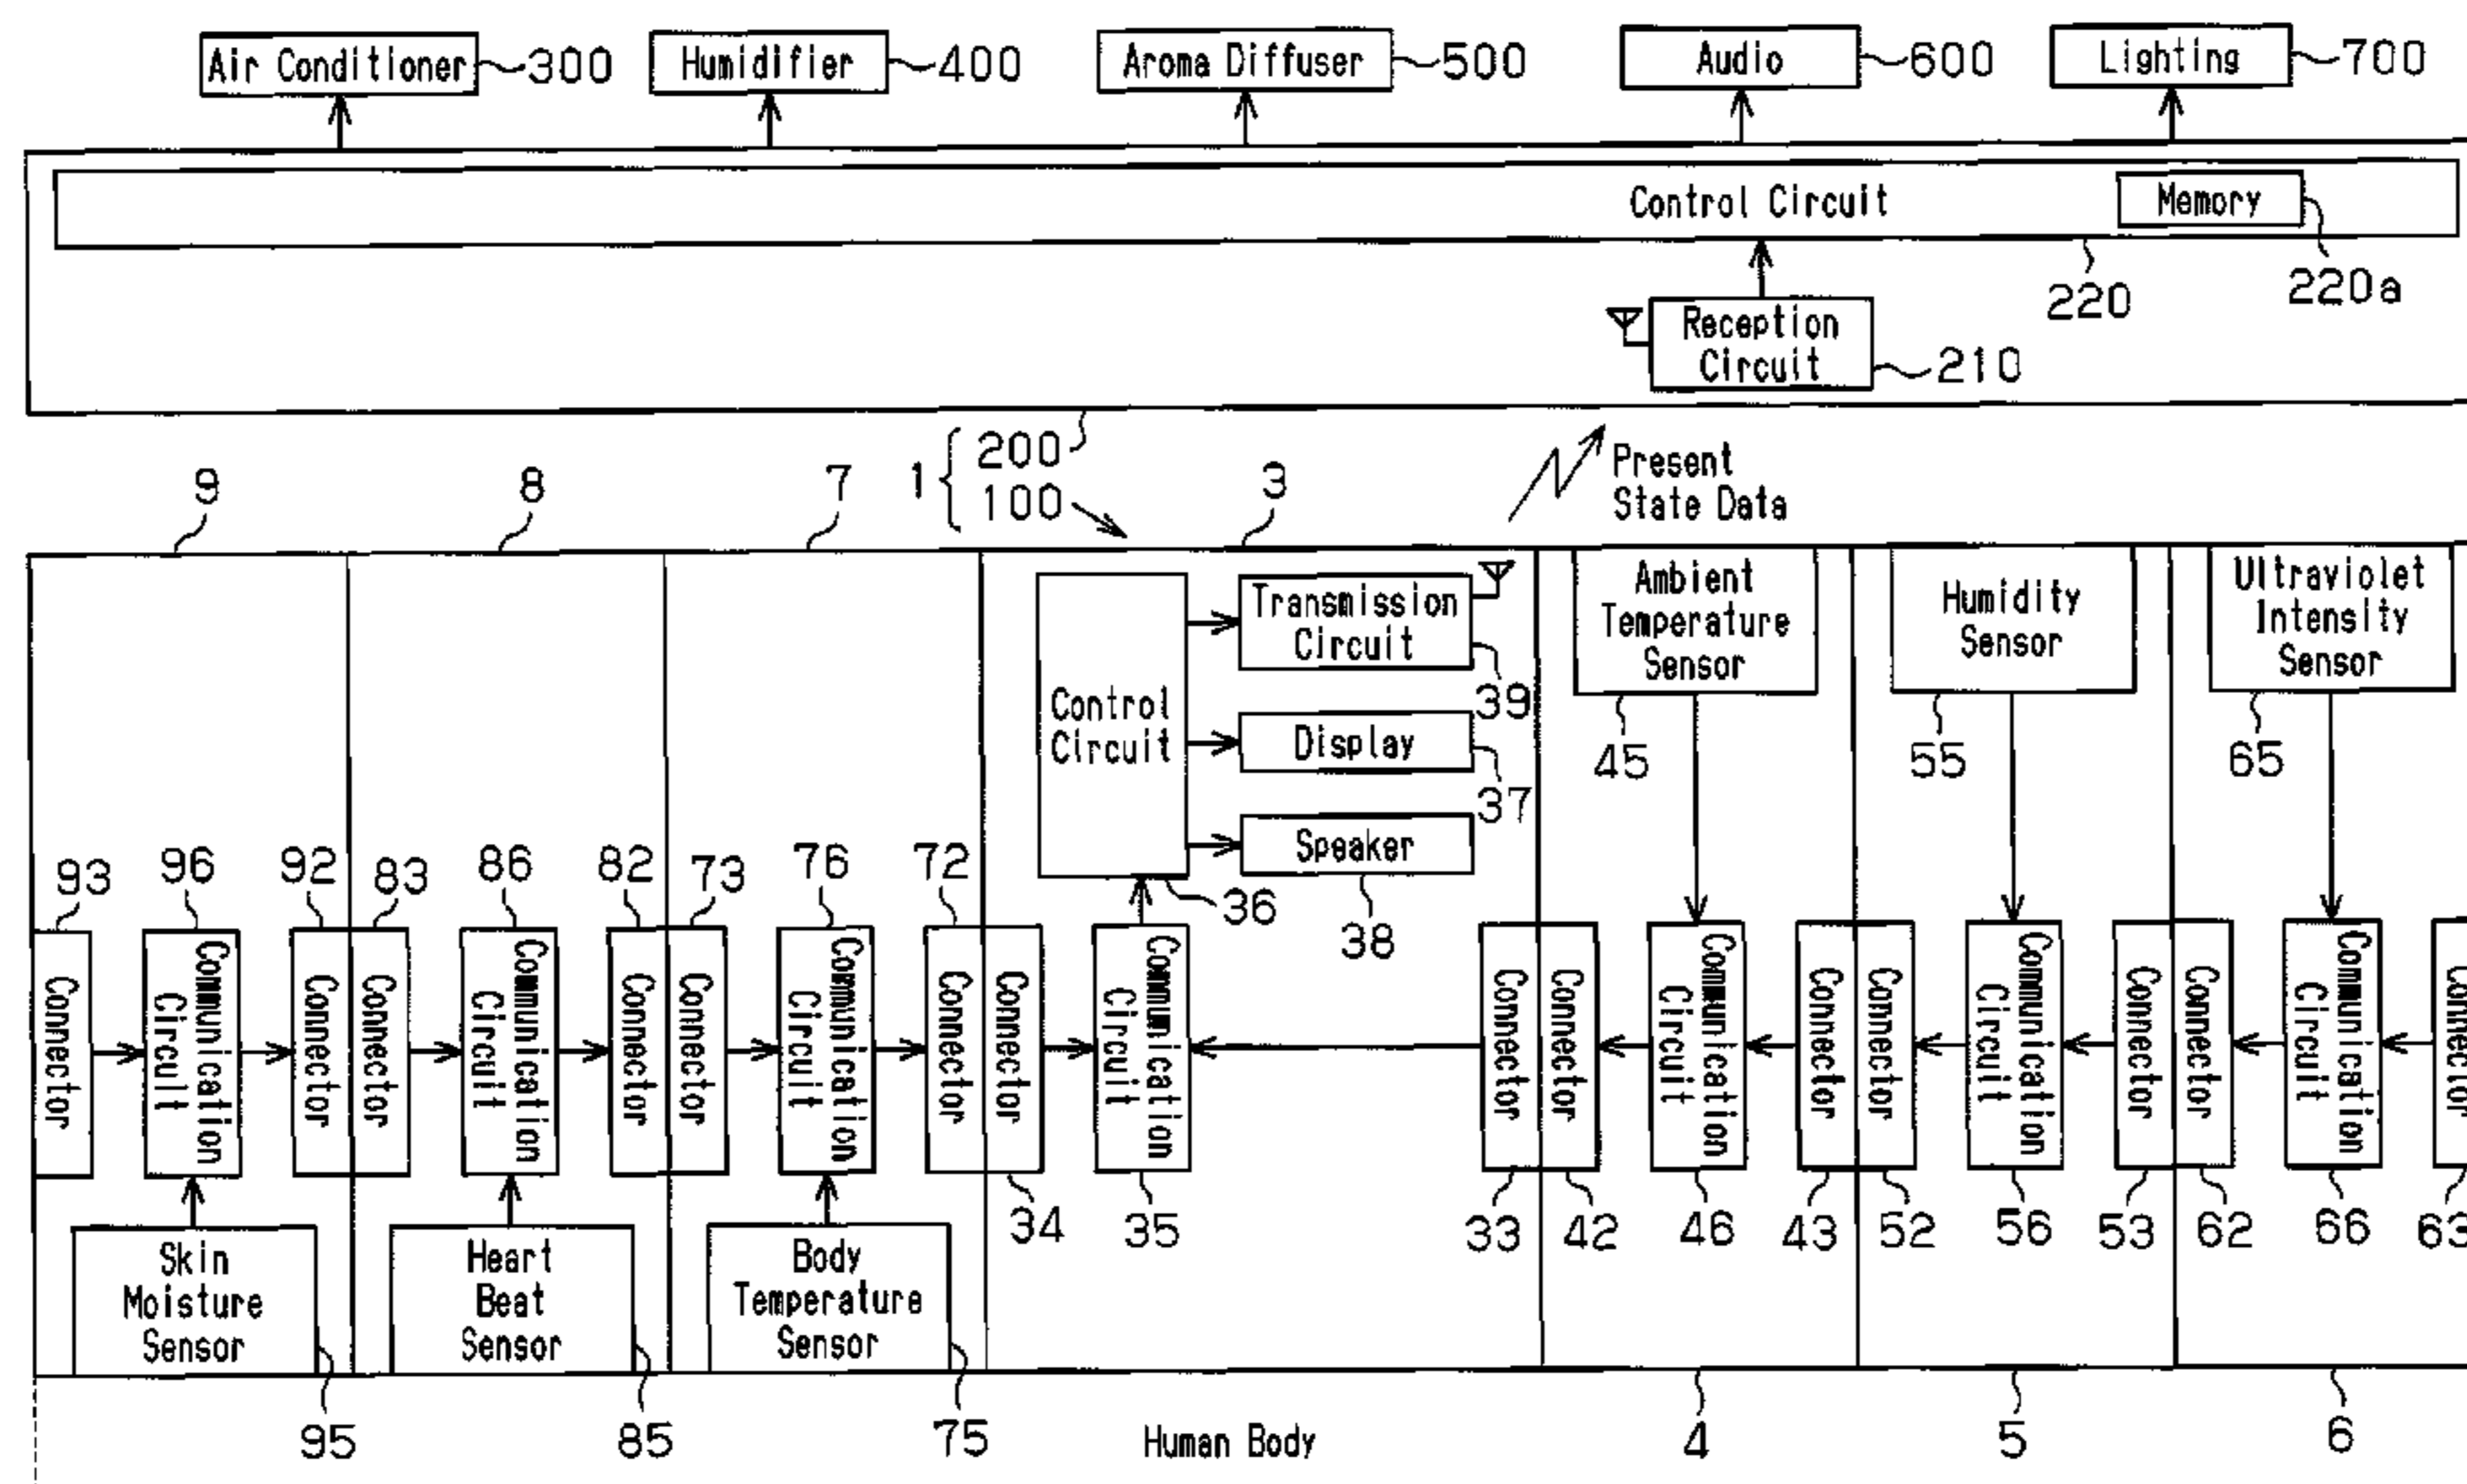 Air Conditioner 300
Humidifier 400
Aroma Diffuser 500
Audio 600
Lighting 700
Control Circuit
Memory
220
220a
Reception
Circuit
210
1 { 200
100
Present
State Data
9
8
7
3
Control
Circuit
Transmission
Circuit
39
Display
37
Speaker
38
36
Ambient
Temperature
Sensor
45
Humidity
Sensor
55
Ultraviolet
Intensity
Sensor
65
93
96
92
83
86
82
73
76
72
Connector
Communication
Circuit
Connector
Connector
Communication
Circuit
Connector
Connector
Communication
Circuit
Connector
Connector
Communication
Circuit
Connector
Connector
Communication
Circuit
Connector
Connector
Communication
Circuit
Connector
Connector
Communication
Circuit
Connector
34
35
33
42
46
43
52
56
53
62
66
63
Skin
Moisture
Sensor
95
Heart
Beat
Sensor
85
Body
Temperature
Sensor
75
Human Body
4
5
6